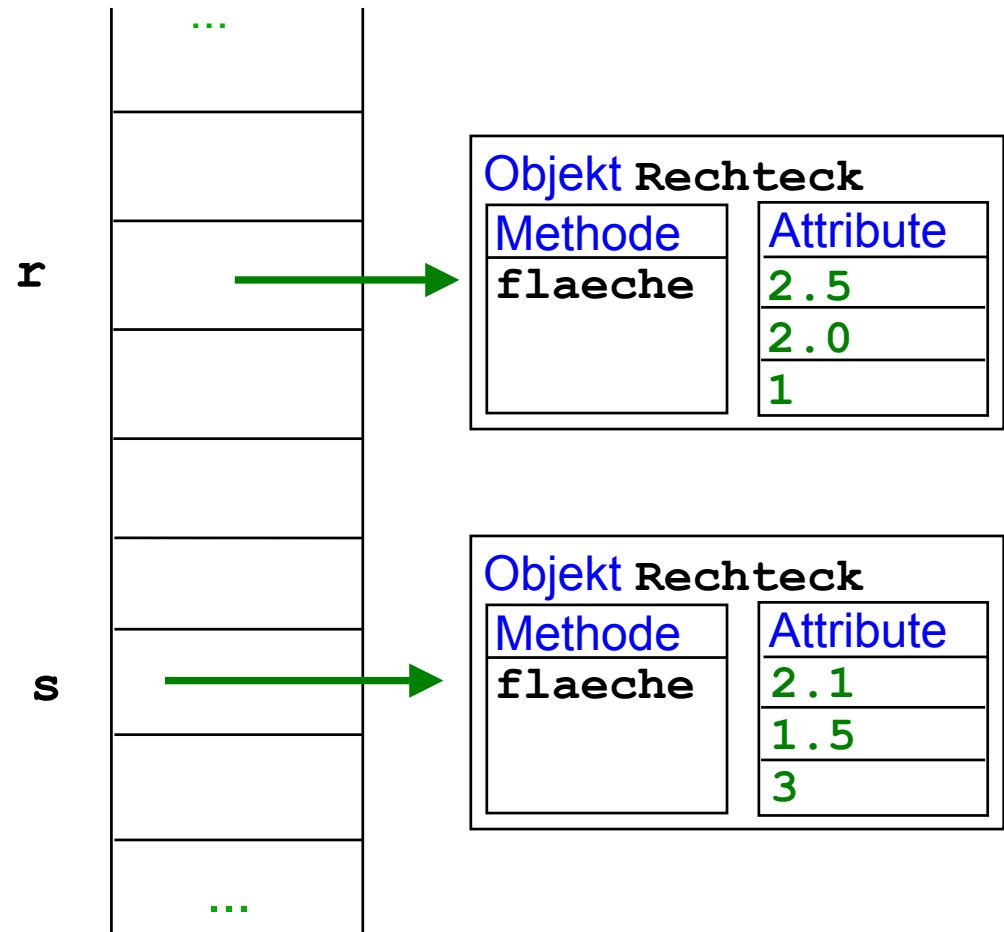 ...
r
Objekt Rechteck
Methode
flaeche
Attribute
2.5
2.0
1
s
Objekt Rechteck
Methode
flaeche
Attribute
2.1
1.5
3
...